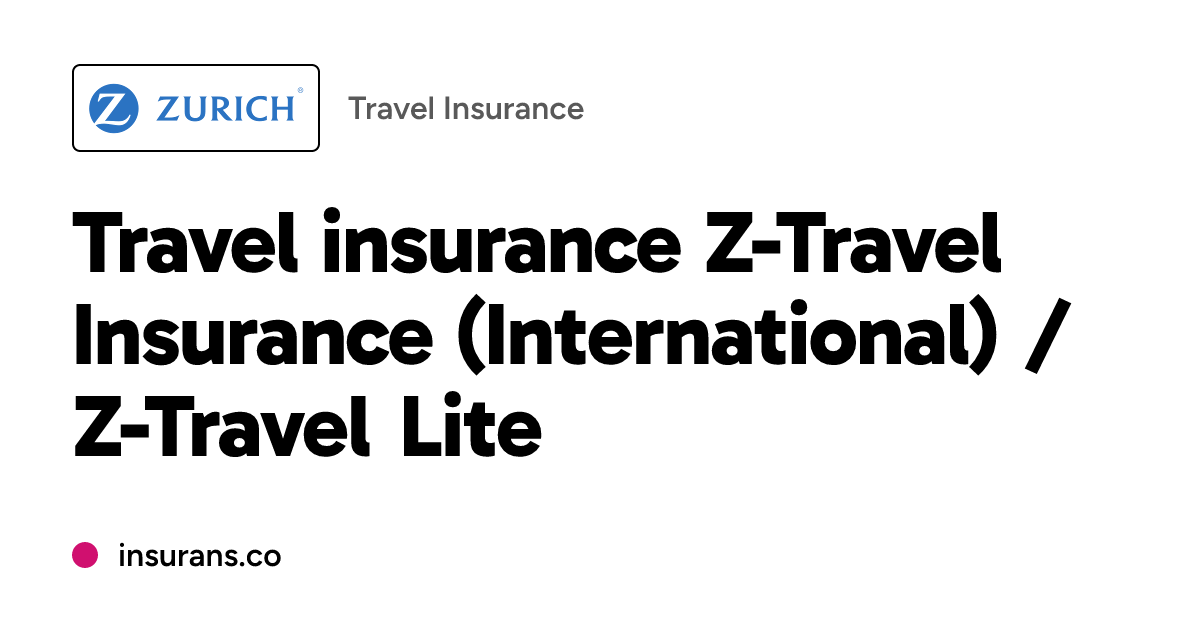 Z ZURICH®
Travel Insurance
Travel insurance Z-Travel
Insurance (International) /
Z-Travel Lite
insurans.co